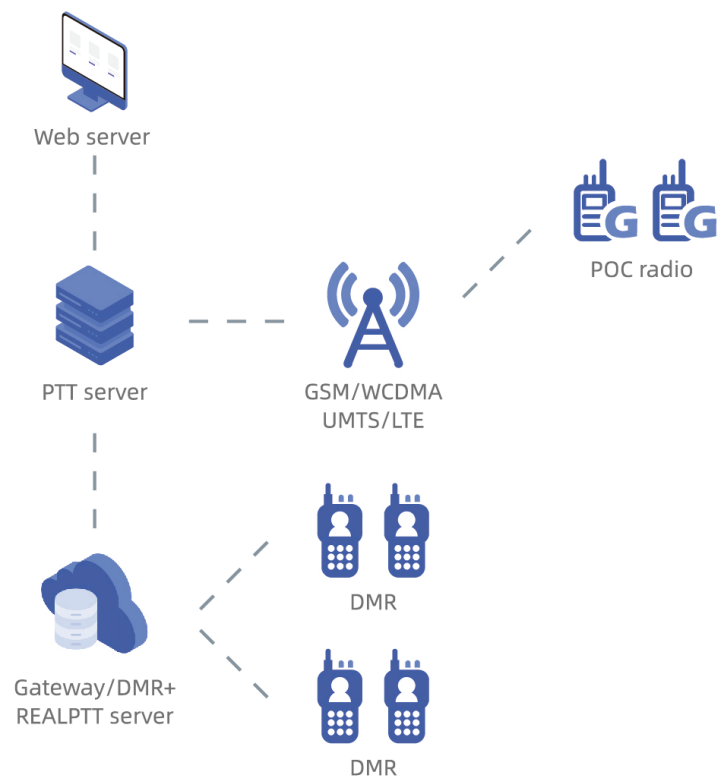 Web server
G G
POC radio
PTT server
GSM/WCDMA
UMTS/LTE
DMR
Gateway/DMR+
REALPTT server
DMR